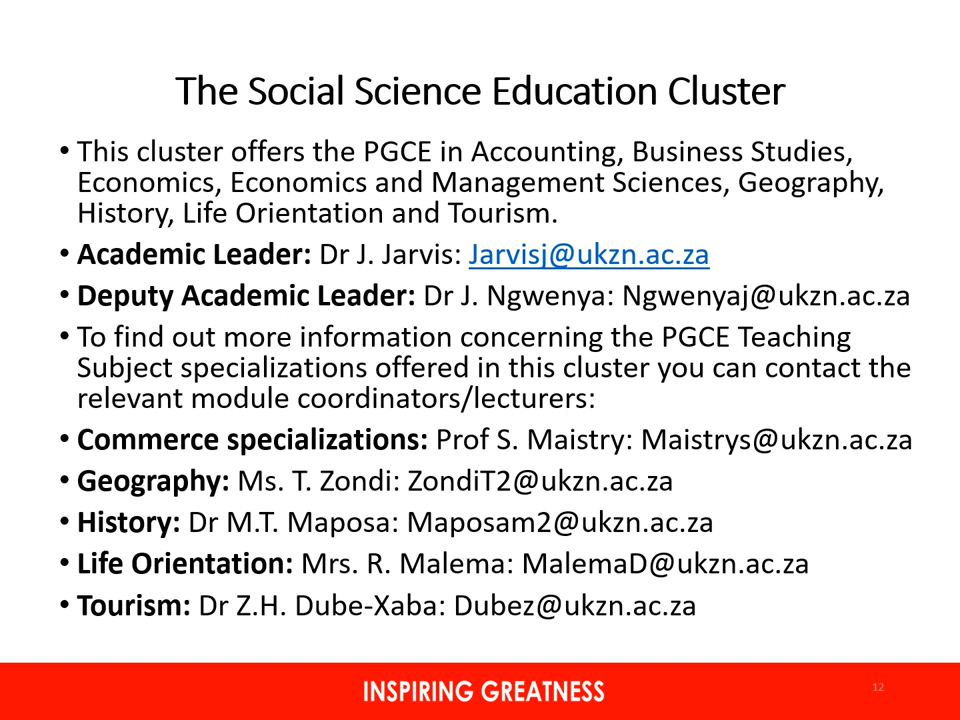 The Social Science Education Cluster
• This cluster offers the PGCE in Accounting, Business Studies,
Economics, Economics and Management Sciences, Geography,
History, Life Orientation and Tourism.
• Academic Leader: Dr J. Jarvis: Jarvisj@ukzn.ac.za
• Deputy Academic Leader: Dr J. Ngwenya: Ngwenyaj@ukzn.ac.za
• To find out more information concerning the PGCE Teaching
Subject specializations offered in this cluster you can contact the
relevant module coordinators/lecturers:
• Commerce specializations: Prof S. Maistry: Maistrys@ukzn.ac.za
• Geography: Ms. T. Zondi: ZondiT2@ukzn.ac.za
• History: Dr M.T. Maposa: Maposam2@ukzn.ac.za
• Life Orientation: Mrs. R. Malema: MalemaD@ukzn.ac.za
• Tourism: Dr Z.H. Dube-Xaba: Dubez@ukzn.ac.za
INSPIRING GREATNESS
12